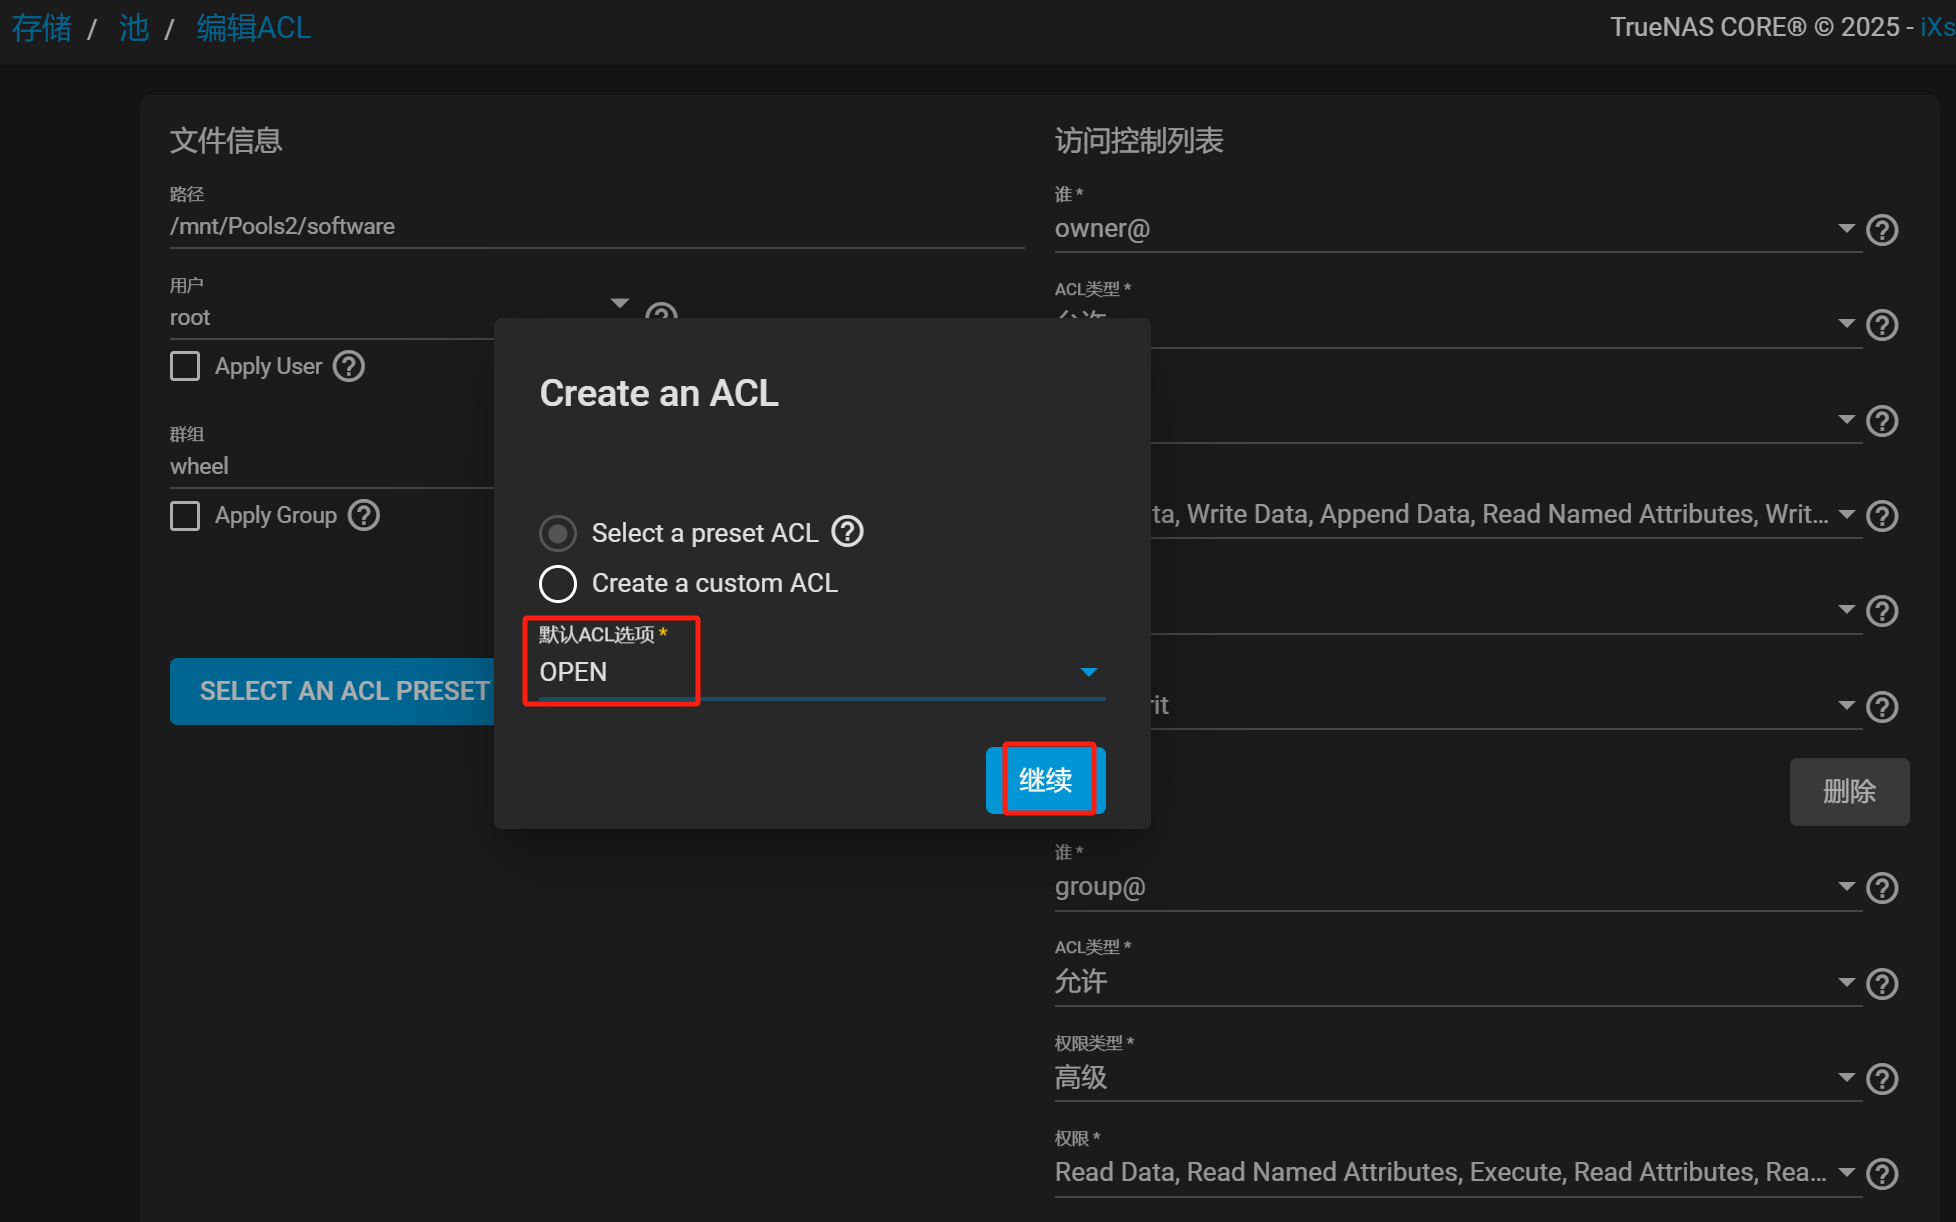 存储 / 池 / 编辑ACL
TrueNAS CORE® © 2025 - iXs
文件信息
路径
/mnt/Pools2/software
用户
root
Apply User
群组
wheel
Apply Group
SELECT AN ACL PRESET
Create an ACL
Select a preset ACL
Create a custom ACL
默认ACL选项 *
OPEN
继续
访问控制列表
谁 *
owner@
ACL类型 *
允许
ta, Write Data, Append Data, Read Named Attributes, Writ...
rit
删除
谁 *
group@
ACL类型 *
允许
权限类型 *
高级
权限 *
Read Data, Read Named Attributes, Execute, Read Attributes, Rea...